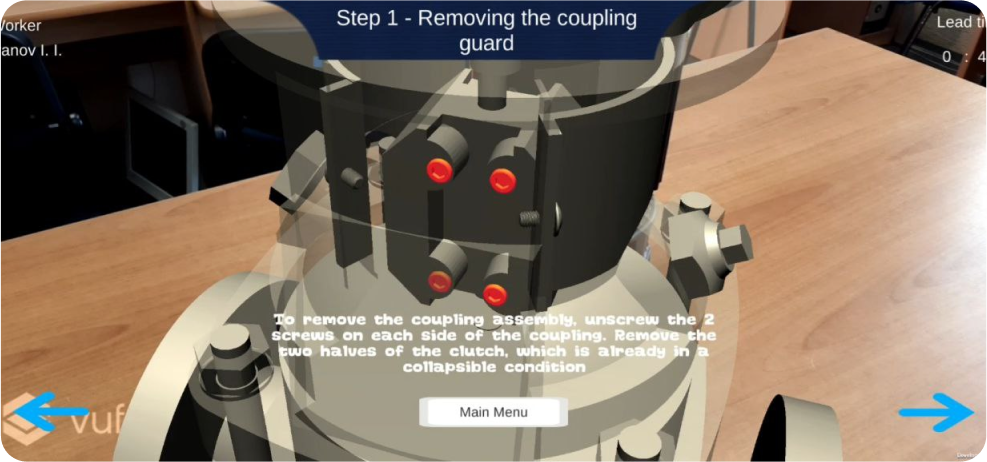 Step 1 - Removing the coupling
guard
anov I. I.
Lead ti
0 : 4
To remove the coupling assembly, unscrew the 2
screws on each side of the coupling. Remove the
two halves of the clutch, which is already in a
collapsible condition
Main Menu
vuf